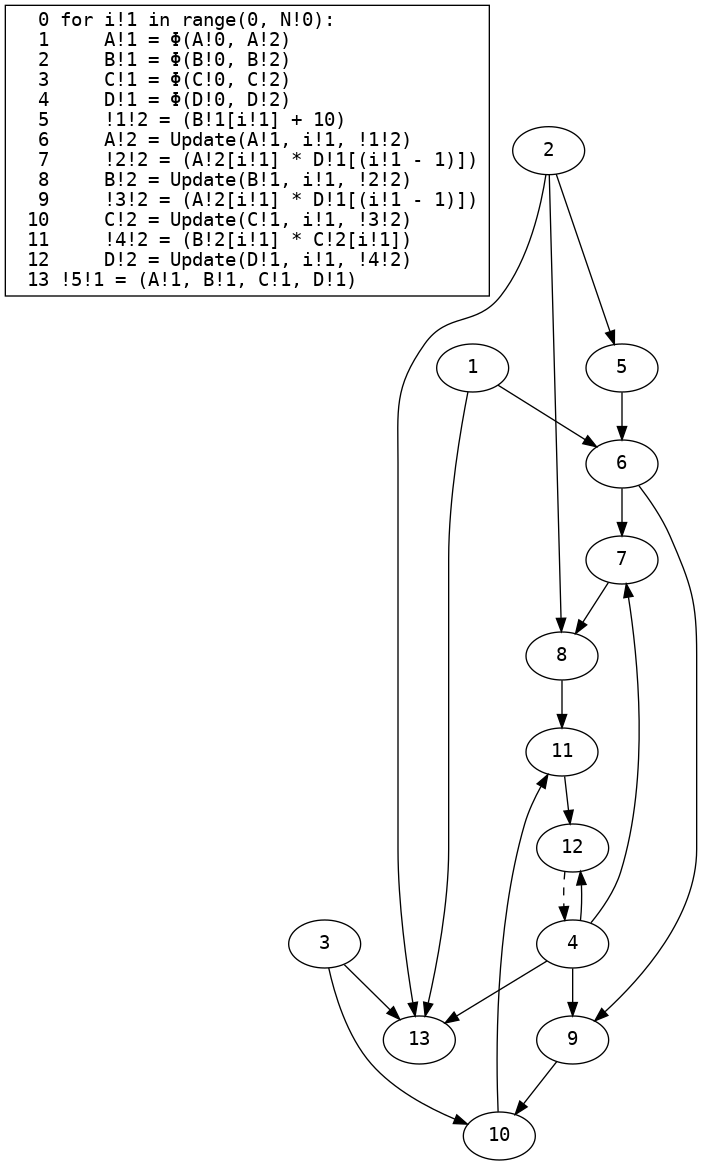 0 for i!1 in range(0, N!0):
1     A!1 = Φ(A!0, A!2)
2     B!1 = Φ(B!0, B!2)
3     C!1 = Φ(C!0, C!2)
4     D!1 = Φ(D!0, D!2)
5     !1!2 = (B!1[i!1] + 10)
6     A!2 = Update(A!1, i!1, !1!2)
7     !2!2 = (A!2[i!1] * D!1[(i!1 - 1)])
8     B!2 = Update(B!1, i!1, !2!2)
9     !3!2 = (A!2[i!1] * D!1[(i!1 - 1)])
10     C!2 = Update(C!1, i!1, !3!2)
11     !4!2 = (B!2[i!1] * C!2[i!1])
12     D!2 = Update(D!1, i!1, !4!2)
13 !5!1 = (A!1, B!1, C!1, D!1)
2
1
5
6
7
8
11
12
3
4
13
9
10